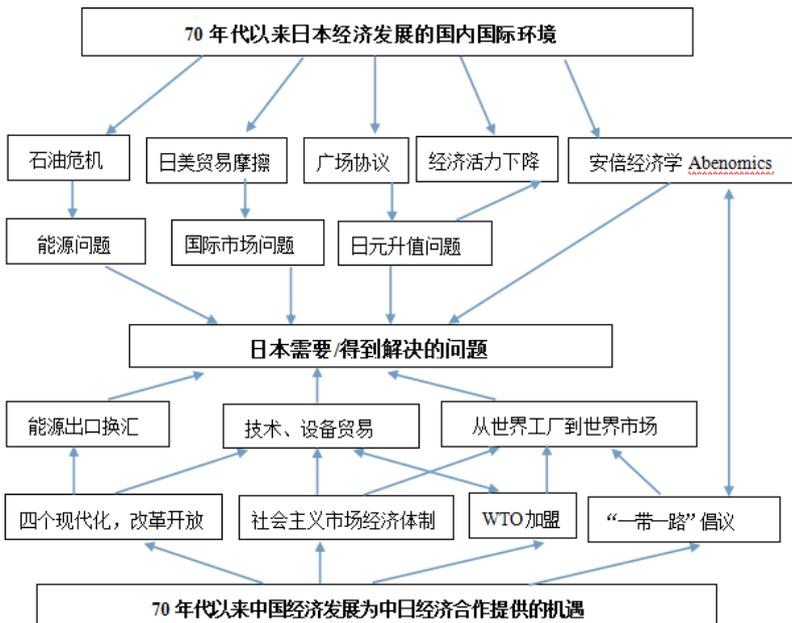 70 年代以来日本经济发展的国内国际环境
石油危机
日美贸易摩擦
广场协议
经济活力下降
安倍经济学 Abenomics
能源问题
国际市场问题
日元升值问题
日本需要/得到解决的问题
能源出口换汇
技术、设备贸易
从世界工厂到世界市场
四个现代化，改革开放
社会主义市场经济体制
WTO 加盟
“一带一路” 倡议
70 年代以来中国经济发展为中日经济合作提供的机遇